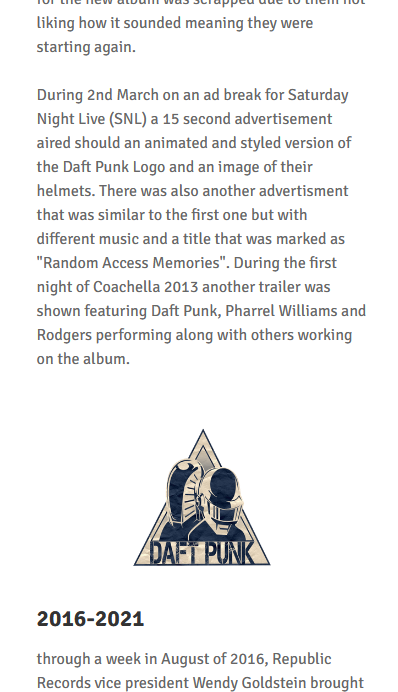 for the new album was scrapped due to them not
liking how it sounded meaning they were
starting again.
During 2nd March on an ad break for Saturday
Night Live (SNL) a 15 second advertisement
aired should an animated and styled version of
the Daft Punk Logo and an image of their
helmets. There was also another advertisment
that was similar to the first one but with
different music and a title that was marked as
"Random Access Memories". During the first
night of Coachella 2013 another trailer was
shown featuring Daft Punk, Pharrel Williams and
Rodgers performing along with others working
on the album.
DAFT PUNK
2016-2021
through a week in August of 2016, Republic
Records vice president Wendy Goldstein brought